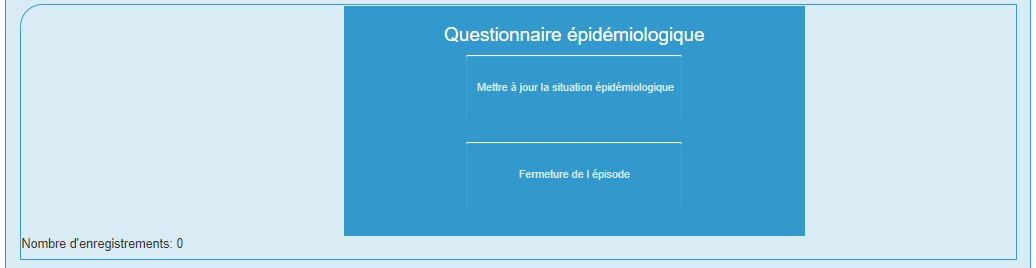 Questionnaire épidémiologique
Mettre à jour la situation épidémiologique
Fermeture de l épisode
Nombre d'enregistrements: 0